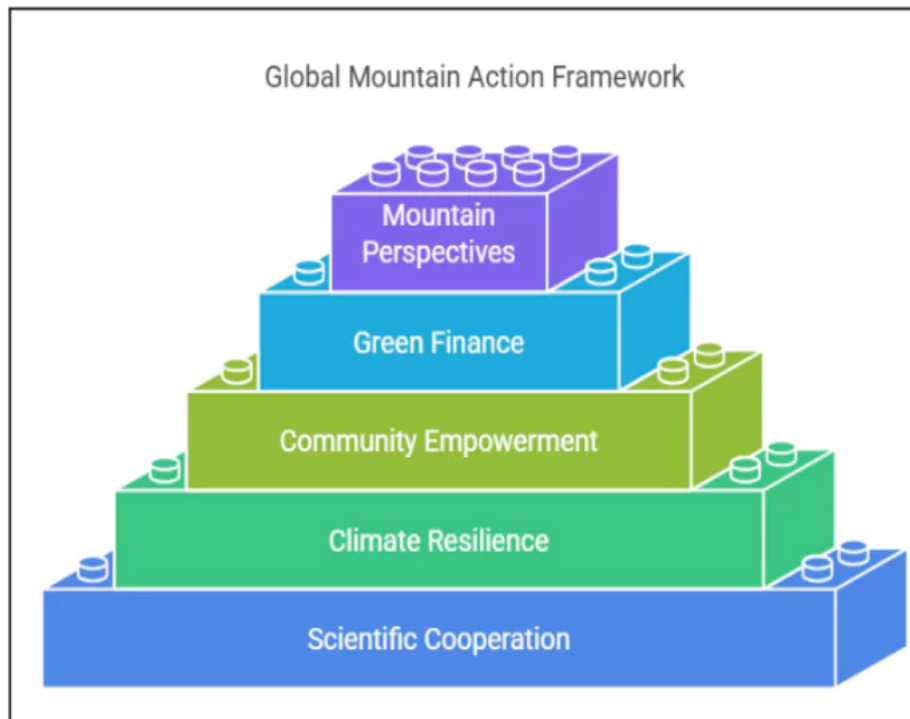 Global Mountain Action Framework
Mountain
Perspectives
Green Finance
Community Empowerment
Climate Resilience
Scientific Cooperation